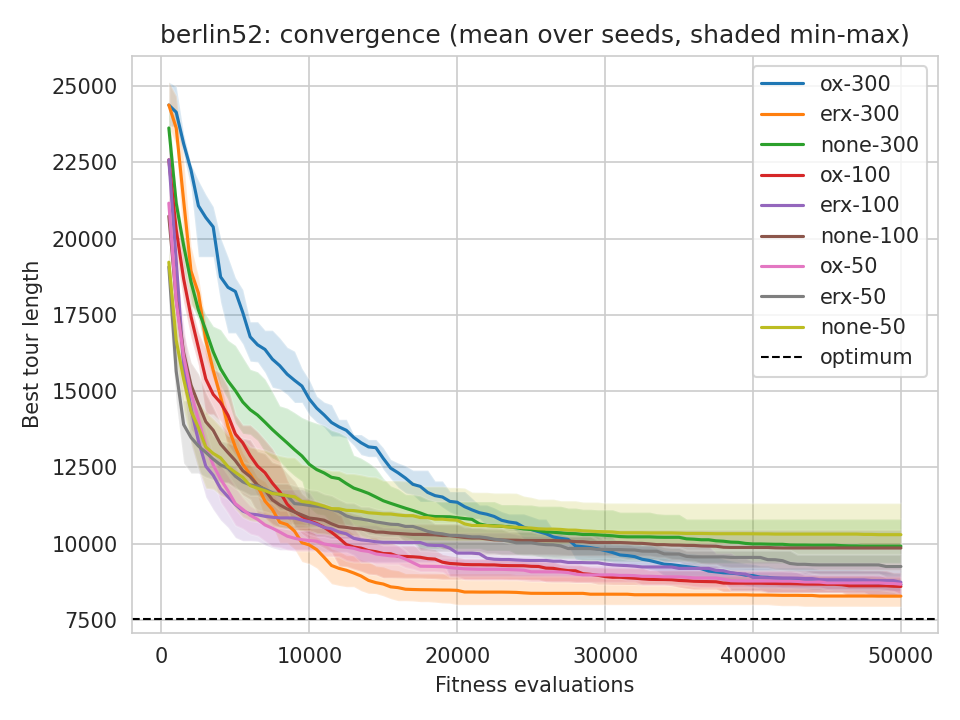 berlin52: convergence (mean over seeds, shaded min-max)
25000
22500
20000
17500
15000
12500
10000
7500
Best tour length
ox-300
erx-300
none-300
ox-100
erx-100
none-100
ox-50
erx-50
none-50
optimum
0
10000
20000
30000
40000
50000
Fitness evaluations